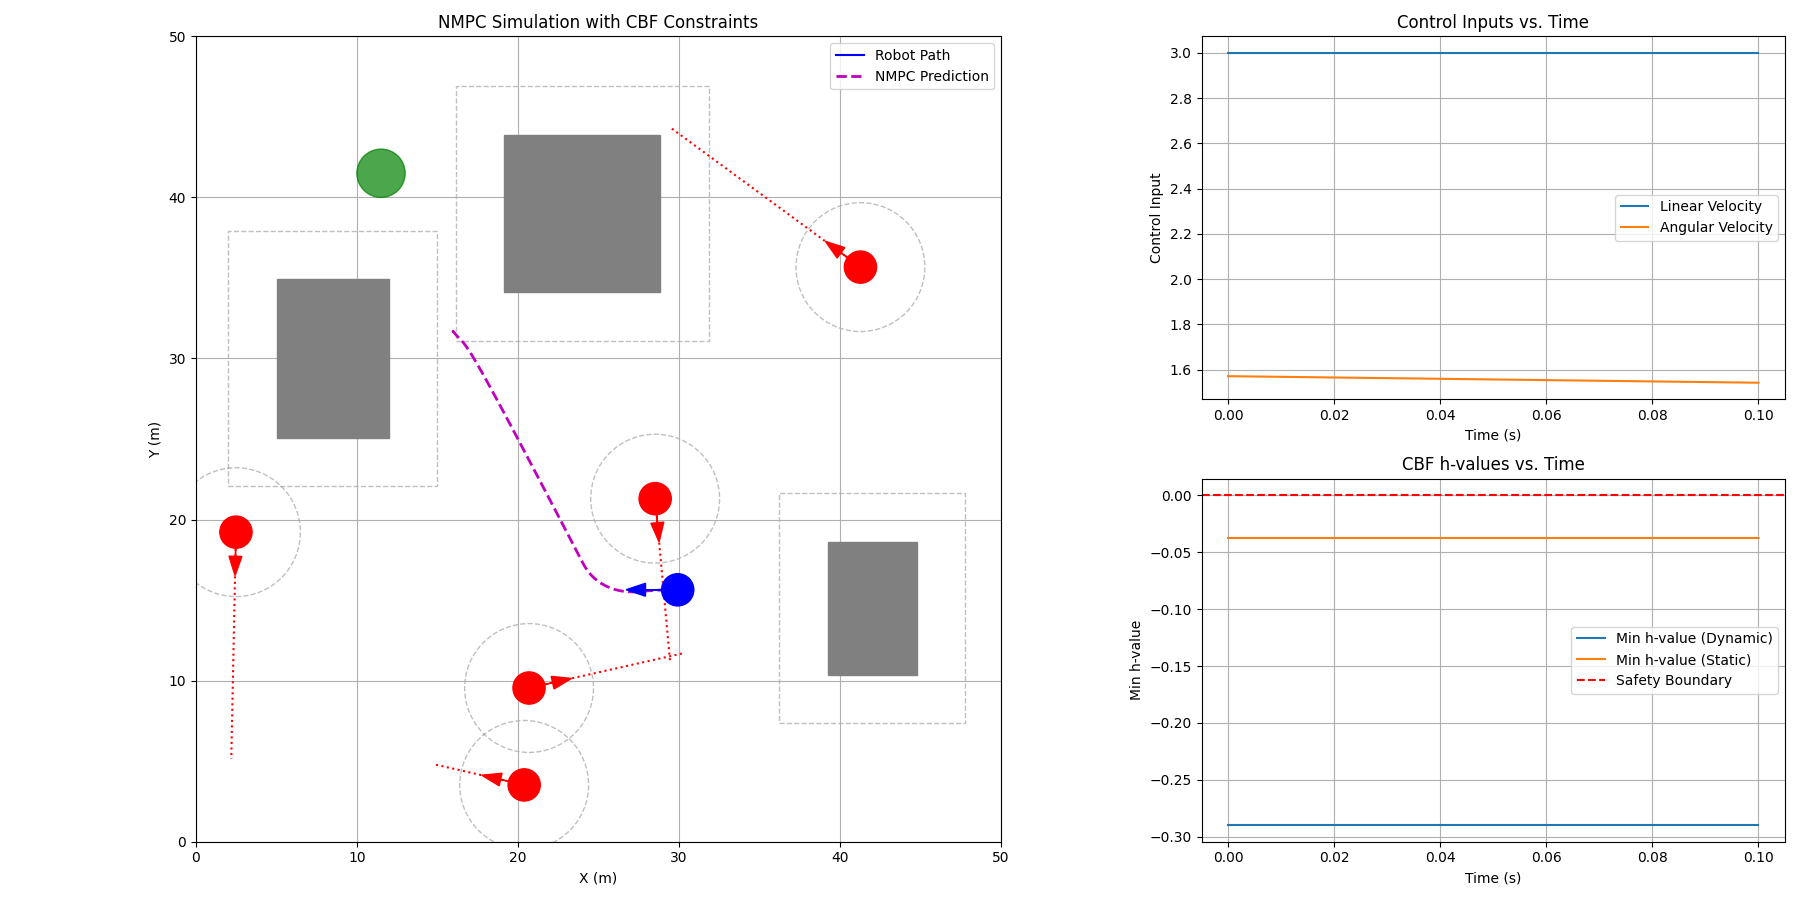 NMPC Simulation with CBF Constraints
Robot Path
NMPC Prediction
50
40
30
20
10
0
0 10 20 30 40 50
Y (m)
X (m)
Control Inputs vs. Time
3.0
2.8
2.6
2.4
2.2
2.0
1.8
1.6
Linear Velocity
Angular Velocity
0.00 0.02 0.04 0.06 0.08 0.10
Control Input
Time (s)
CBF h-values vs. Time
0.00
−0.05
−0.10
−0.15
−0.20
−0.25
−0.30
Min h-value (Dynamic)
Min h-value (Static)
Safety Boundary
0.00 0.02 0.04 0.06 0.08 0.10
Min h-value
Time (s)